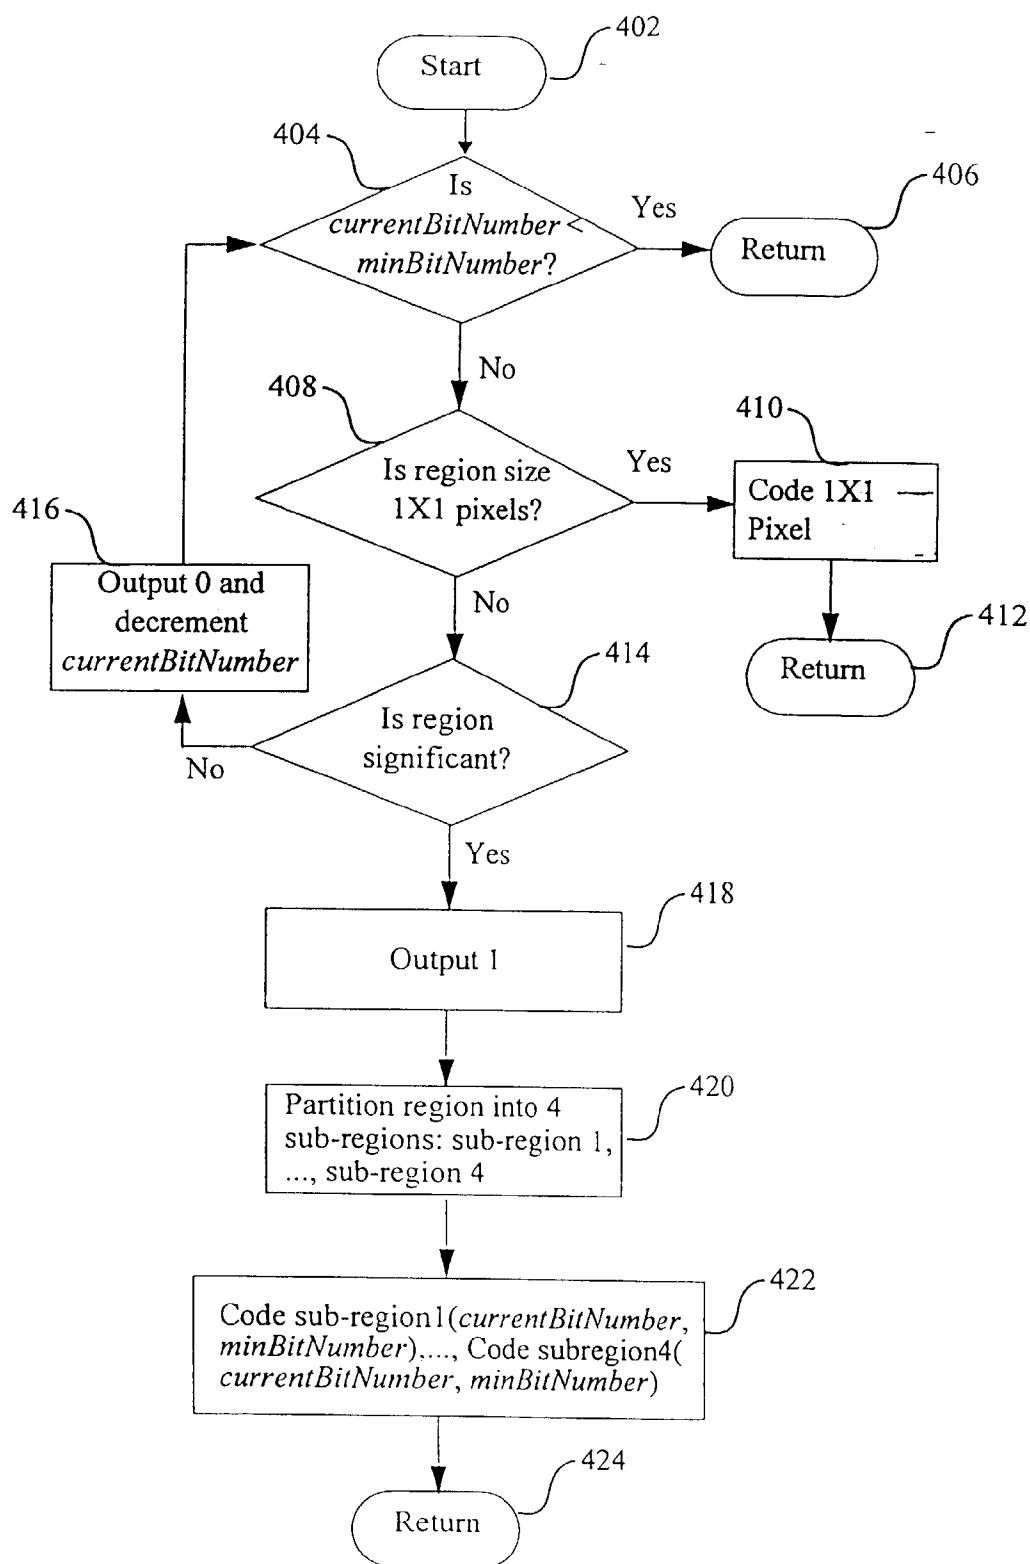 402
Start
404
Is
currentBitNumber <
minBitNumber?
Yes
406
Return
No
408
Is region size
1X1 pixels?
Yes
410
Code 1X1
Pixel
416
Output 0 and
decrement
currentBitNumber
No
412
Return
414
Is region
significant?
No
Yes
418
Output 1
420
Partition region into 4
sub-regions: sub-region 1,
..., sub-region 4
422
Code sub-region1(currentBitNumber,
minBitNumber),..., Code subregion4(
currentBitNumber, minBitNumber)
424
Return